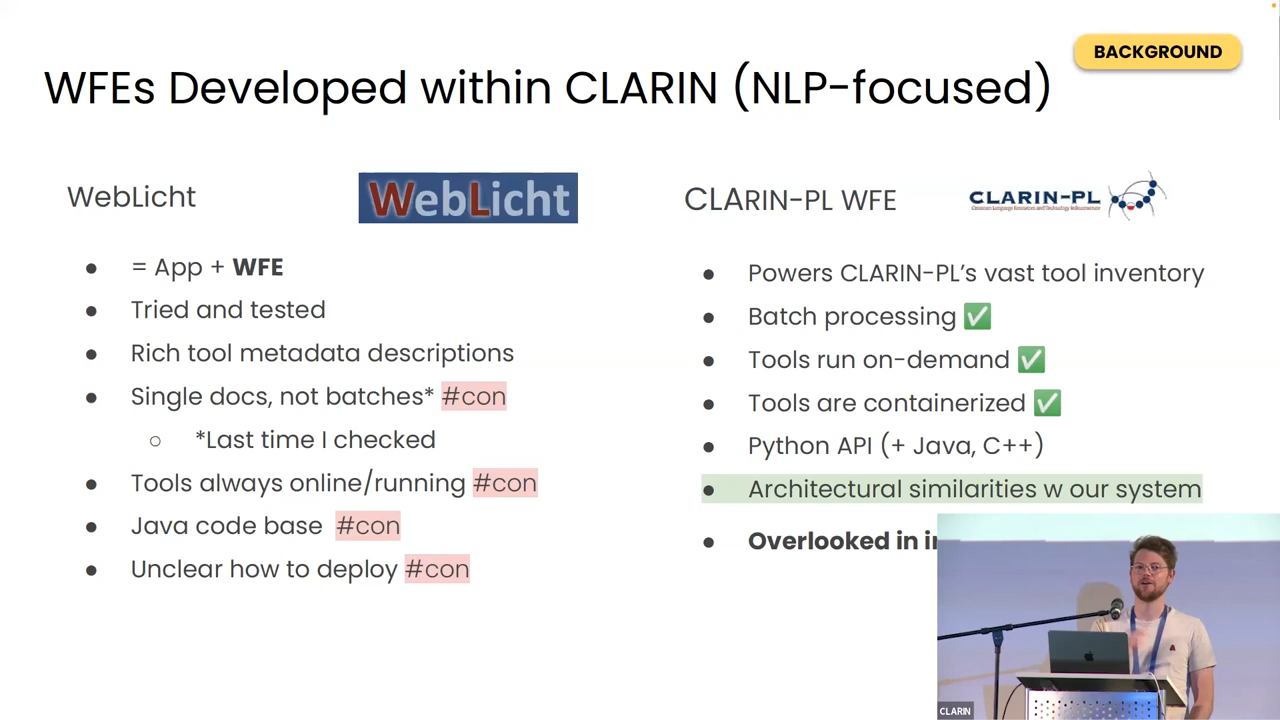 BACKGROUND
WFEs Developed within CLARIN (NLP-focused)
WebLicht
WebLicht
= App + WFE
Tried and tested
Rich tool metadata descriptions
Single docs, not batches* #con
*Last time I checked
Tools always online/running #con
Java code base #con
Unclear how to deploy #con
CLARIN-PL WFE
CLARIN-PL
Powers CLARIN-PL’s vast tool inventory
Batch processing ✅
Tools run on-demand ✅
Tools are containerized ✅
Python API (+ Java, C++)
Architectural similarities w our system
Overlooked in
CLARIN